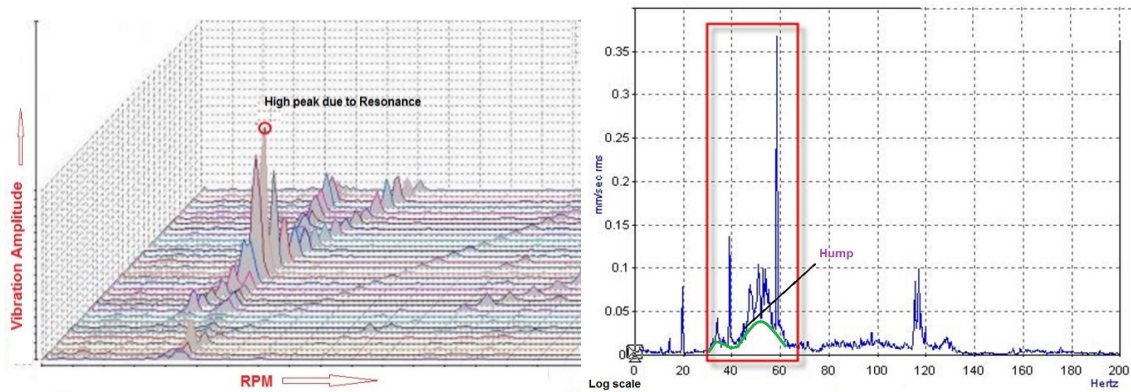 High peak due to Resonance
Vibration Amplitude
RPM
0.35
0.3
0.25
0.2
0.15
0.1
0.05
0
mm/sec rms
Hump
0 20 40 60 80 100 120 140 160 180 200
Log scale
Hertz